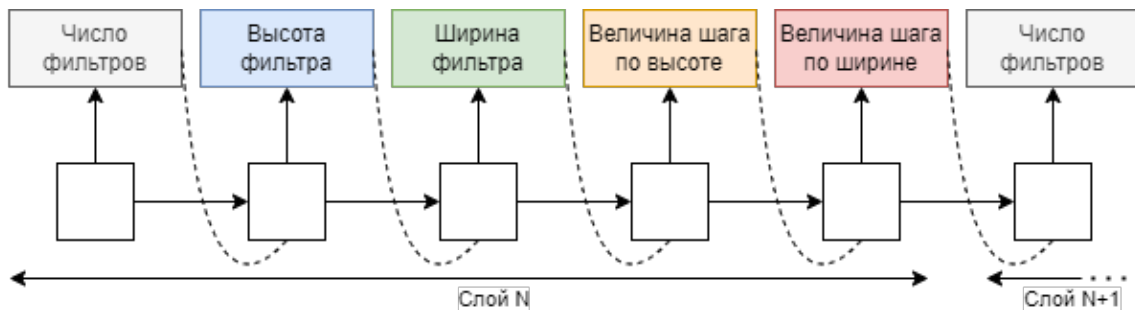 Число
фильтров
Высота
фильтра
Ширина
фильтра
Величина шага
по высоте
Величина шага
по ширине
Число
фильтров
Слой N
Слой N+1